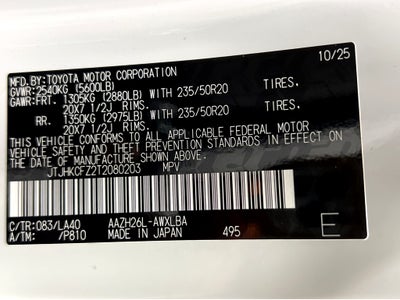 MFD.BY:TOYOTA MOTOR CORPORATION 10/25
GVWR:2540KG (5600LB)
GAWR:FRT. 1305KG (2880LB) WITH 235/50R20 TIRES,
20X7 1/2J RIMS.
RR. 1350KG (2975LB) WITH 235/50R20 TIRES,
20X7 1/2J RIMS.
THIS VEHICLE CONFORMS TO ALL APPLICABLE FEDERAL MOTOR
VEHICLE SAFETY AND THEFT PREVENTION STANDARDS IN EFFECT ON
THE DATE OF MANUFACTURE SHOWN ABOVE.
JTJHKCFZ2T2080203 MPV
C/TR:083/LA40 AAZH26L-AWXLBA
A/TM: /P810 MADE IN JAPAN 495 E